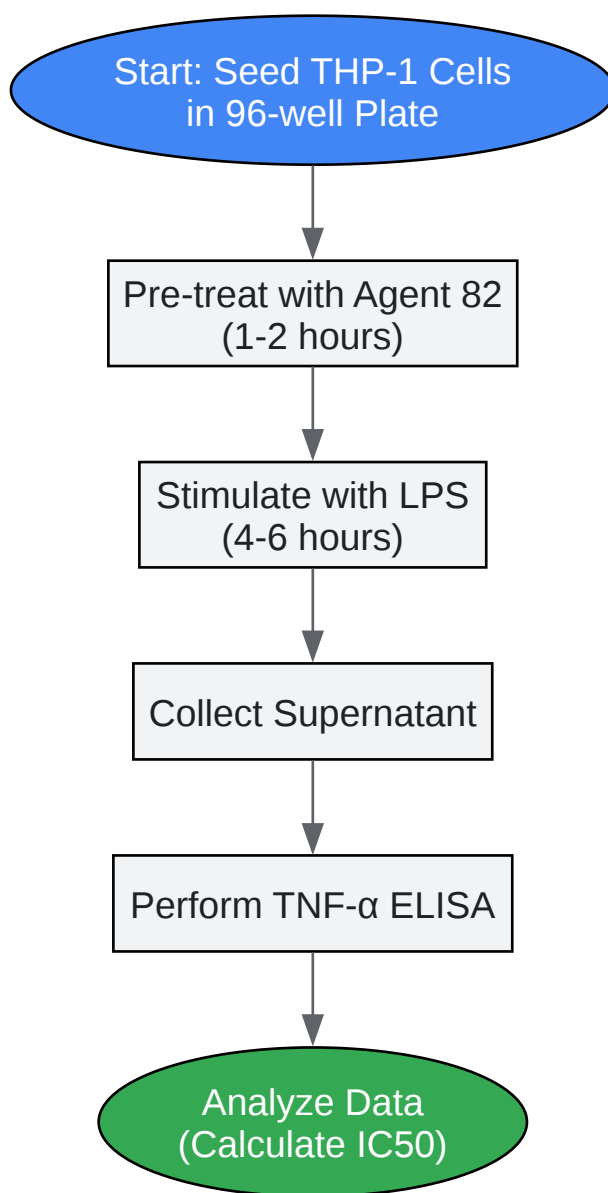 Start: Seed THP-1 Cells
in 96-well Plate
Pre-treat with Agent 82
(1-2 hours)
Stimulate with LPS
(4-6 hours)
Collect Supernatant
Perform TNF-α ELISA
Analyze Data
(Calculate IC50)